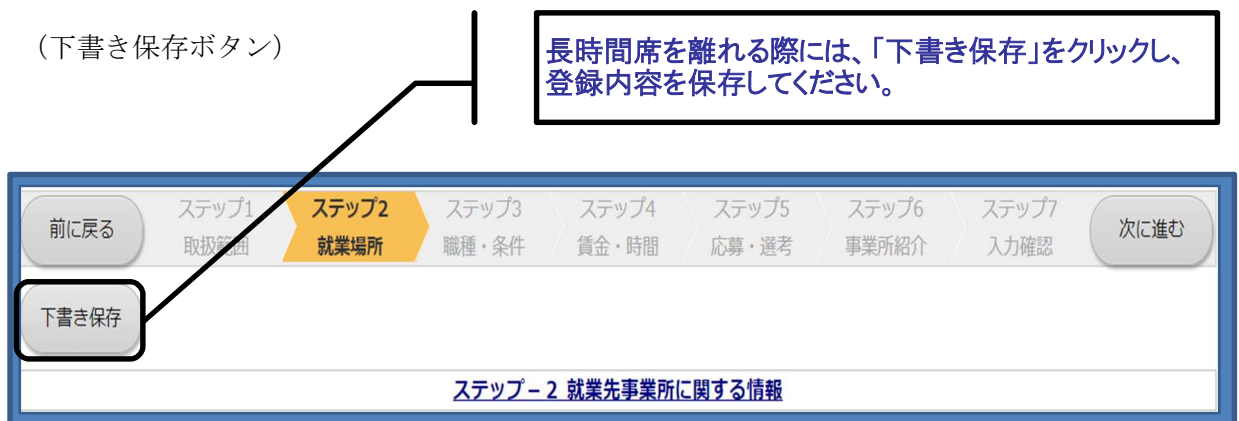 (下書き保存ボタン)
長時間席を離れる際には、「下書き保存」をクリックし、
登録内容を保存してください。
前に戻る
ステップ1
取扱範囲
ステップ2
就業場所
ステップ3
職種・条件
ステップ4
賃金・時間
ステップ5
応募・選考
ステップ6
事業所紹介
ステップ7
入力確認
次に進む
下書き保存
ステップ－2 就業先事業所に関する情報